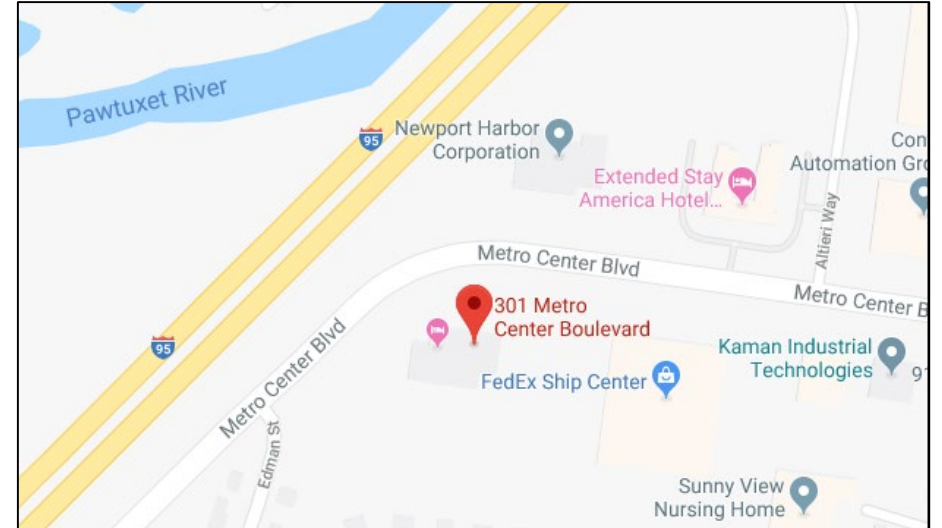 Pawtuxet River
95
Newport Harbor
Corporation
Con
Automation Gro
Extended Stay
America Hotel...
Altieri Way
Metro Center Blvd
Metro Center B
301 Metro
Center Boulevard
95
Metro Center Blvd
Kaman Industrial
Technologies
91
FedEx Ship Center
Edman St
Sunny View
Nursing Home